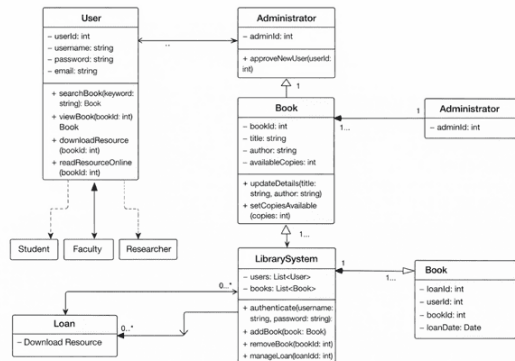 User
– userId: int
– username: string
– password: string
– email: string
+ searchBook(keyword:
string): Book
+ viewBook(bookId: int)
Book
+ downloadResource
(bookId: int)
+ readResourceOnline
(bookId: int)
Student
Faculty
Researcher
..
Administrator
– adminId: int
+ approveNewUser(userId:
int)
1
Book
– bookId: int
– title: string
– author: string
– availableCopies: int
+ updateDetails(title:
string, author: string)
+ setCopiesAvailable
(copies: int)
1...
1
Administrator
– adminId: int
1...
LibrarySystem
– users: List<User>
– books: List<Book>
+ authenticate(username:
string, password: string)
+ addBook(book: Book)
+ removeBook(bookId: int)
+ manageLoan(loanId: int)
1
1...
Book
– loanId: int
– userId: int
– bookId: int
– loanDate: Date
0..*
0..*
Loan
– Download Resource